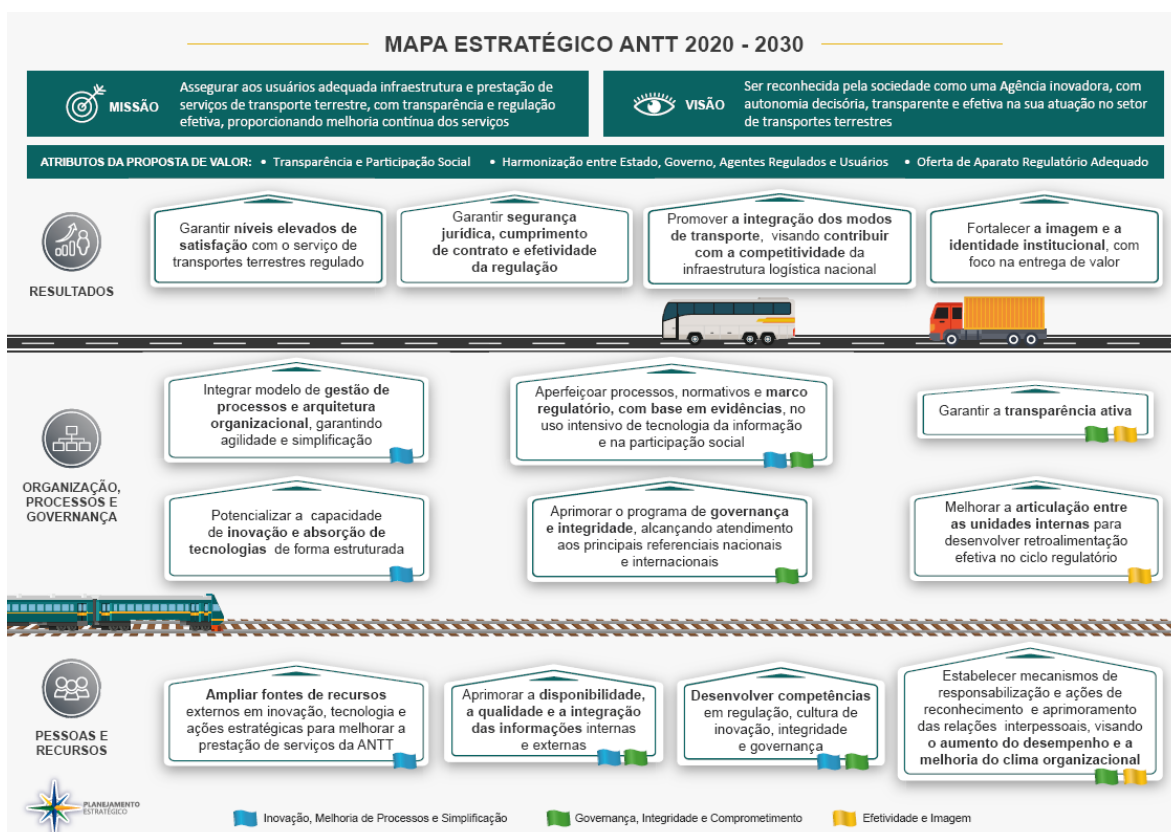 MAPA ESTRATÉGICO ANTT 2020 - 2030
MISSÃO
Assegurar aos usuários adequada infraestrutura e prestação de
serviços de transporte terrestre, com transparência e regulação
efetiva, proporcionando melhoria contínua dos serviços
VISÃO
Ser reconhecida pela sociedade como uma Agência inovadora, com
autonomia decisória, transparente e efetiva na sua atuação no setor
de transportes terrestres
ATRIBUTOS DA PROPOSTA DE VALOR: • Transparência e Participação Social • Harmonização entre Estado, Governo, Agentes Regulados e Usuários • Oferta de Aparato Regulatório Adequado
RESULTADOS
Garantir níveis elevados de
satisfação com o serviço de
transportes terrestres regulado
Garantir segurança
jurídica, cumprimento
de contrato e efetividade
da regulação
Promover a integração dos modos
de transporte, visando contribuir
com a competitividade da
infraestrutura logística nacional
Fortalecer a imagem e a
identidade institucional, com
foco na entrega de valor
ORGANIZAÇÃO,
PROCESSOS E
GOVERNANÇA
Integrar modelo de gestão de
processos e arquitetura
organizacional, garantindo
agilidade e simplificação
Aperfeiçoar processos, normativos e marco
regulatório, com base em evidências, no
uso intensivo de tecnologia da informação
e na participação social
Garantir a transparência ativa
Potencializar a capacidade
de inovação e absorção de
tecnologias de forma estruturada
Aprimorar o programa de governança
e integridade, alcançando atendimento
aos principais referenciais nacionais
e internacionais
Melhorar a articulação entre
as unidades internas para
desenvolver retroalimentação
efetiva no ciclo regulatório
PESSOAS E
RECURSOS
Ampliar fontes de recursos
externos em inovação, tecnologia e
ações estratégicas para melhorar a
prestação de serviços da ANTT
Aprimorar a disponibilidade,
a qualidade e a integração
das informações internas
e externas
Desenvolver competências
em regulação, cultura de
inovação, integridade
e governança
Estabelecer mecanismos de
responsabilização e ações de
reconhecimento e aprimoramento
das relações interpessoais, visando
o aumento do desempenho e a
melhoria do clima organizacional
PLANEJAMENTO
ESTRATÉGICO
Inovação, Melhoria de Processos e Simplificação
Governança, Integridade e Comprometimento
Efetividade e Imagem